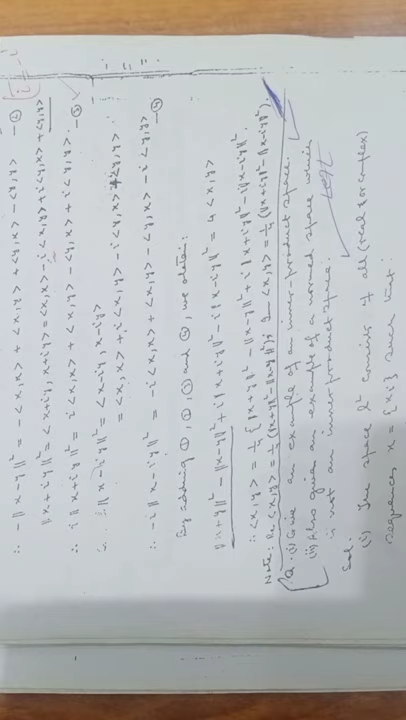 ∴ -||x-y||² = -<x,x> + <x,y> + <y,x> - <y,y> —②
||x+iy||² = <x+iy, x+iy> = <x,x> - i<x,y> + i<y,x> + <y,y>
∴ i||x+iy||² = i<x,x> + <x,y> - <y,x> + i<y,y>. —③
||x-iy||² = <x-iy, x-iy>
= <x,x> + i<x,y> - i<y,x> + <y,y>
∴ -i||x-iy||² = -i<x,x> + <x,y> - <y,x> - i<y,y> —④
By adding ①, ②, ③ and ④, we obtain:
||x+y||² - ||x-y||² + i||x+iy||² - i||x-iy||² = 4<x,y>
∴ <x,y> = ¼{||x+y||² - ||x-y||² + i||x+iy||² - i||x-iy||²
Note: Re<x,y> = ¼(||x+y||² - ||x-y||²), <x,y> = ¼(||x+iy||² - ||x-iy||²).
Q. (i) Give an example of an inner-product space.
(ii) Also give an example of a normed space which
is not an inner product space.
Sol.
(i) The space l² consists of all (real or complex)
sequences, x = {xi} such that: